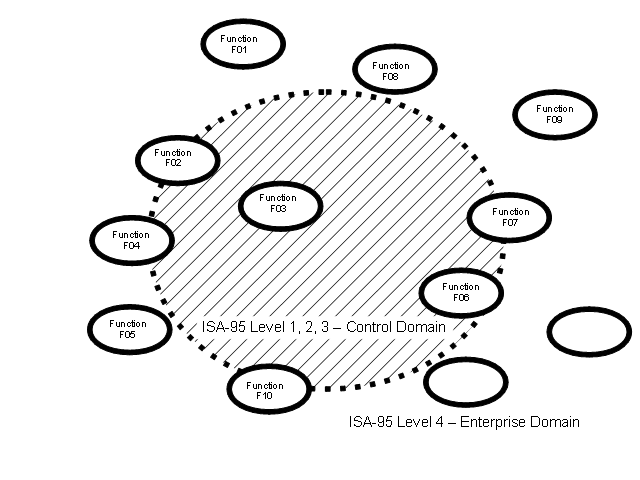 Function
F01
Function
F08
Function
F09
Function
F02
Function
F03
Function
F07
Function
F04
Function
F06
Function
F05
ISA-95 Level 1, 2, 3 – Control Domain
Function
F10
ISA-95 Level 4 – Enterprise Domain